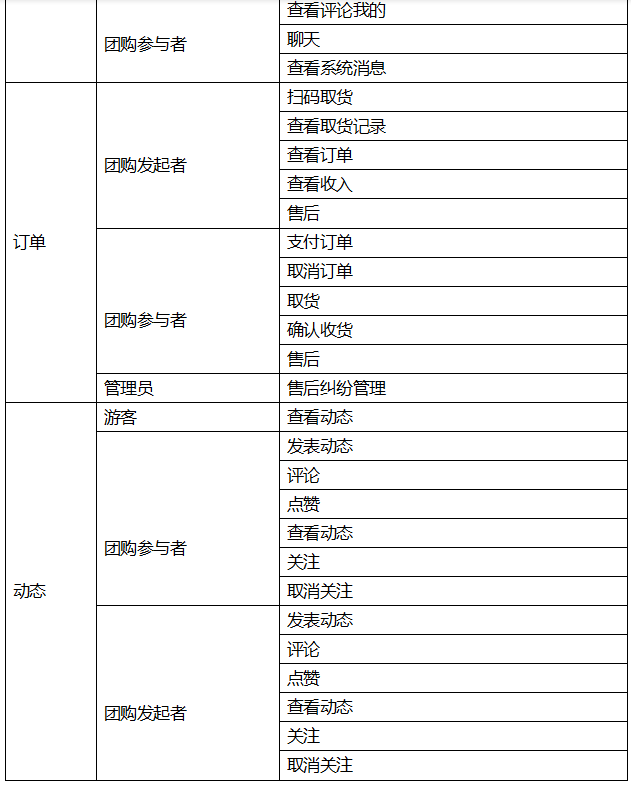 查看评论我的
团购参与者
聊天
查看系统消息
扫码取货
查看取货记录
团购发起者
查看订单
查看收入
售后
订单
支付订单
取消订单
取货
团购参与者
确认收货
售后
管理员
售后纠纷管理
游客
查看动态
发表动态
评论
点赞
查看动态
团购参与者
关注
取消关注
动态
发表动态
评论
点赞
查看动态
团购发起者
关注
取消关注